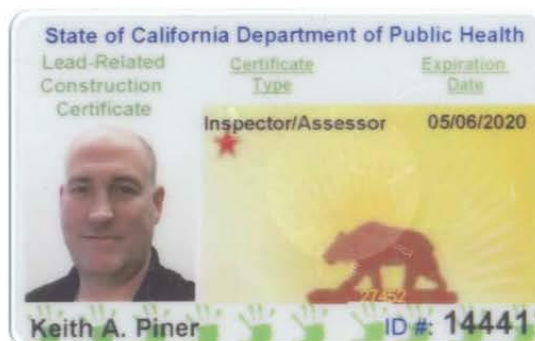 State of California Department of Public Health
Lead-Related
Construction
Certificate
Certificate
Type
Expiration
Date
Inspector/Assessor 05/06/2020
27452
Keith A. Piner ID #: 14441